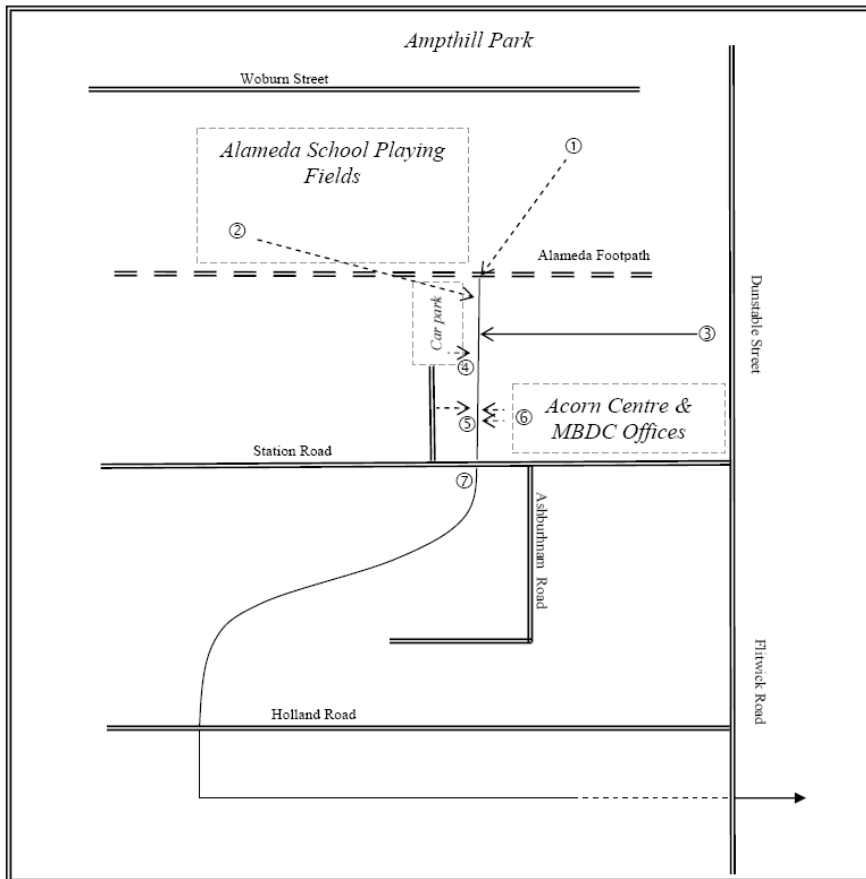 Ampthill Park
Woburn Street
①
Alameda School Playing
Fields
②
Alameda Footpath
Dunstable Street
Car park
③
④
Acorn Centre &
MBDC Offices
⑤
⑥
Station Road
⑦
Ashburhnam Road
Flitwick Road
Holland Road